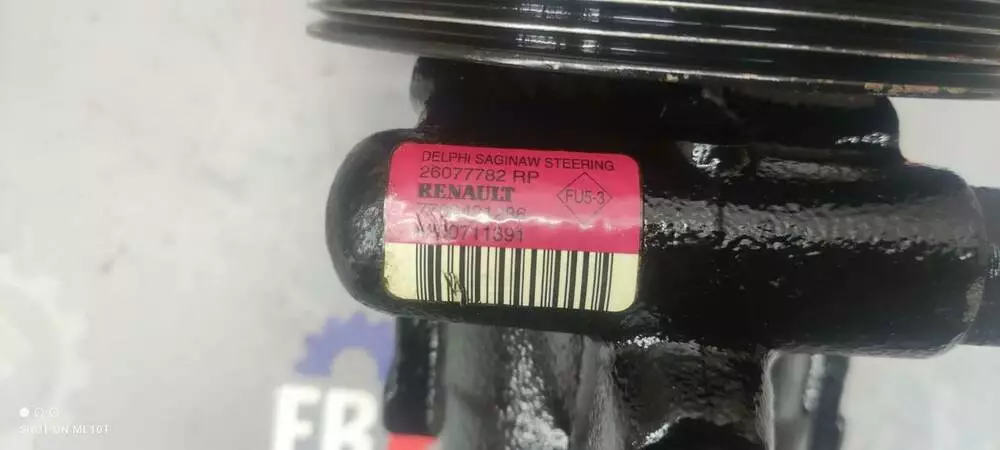 DELPHI SAGINAW STEERING
26077782 RP
RENAULT
FU5-3
SHOT ON MI 10T